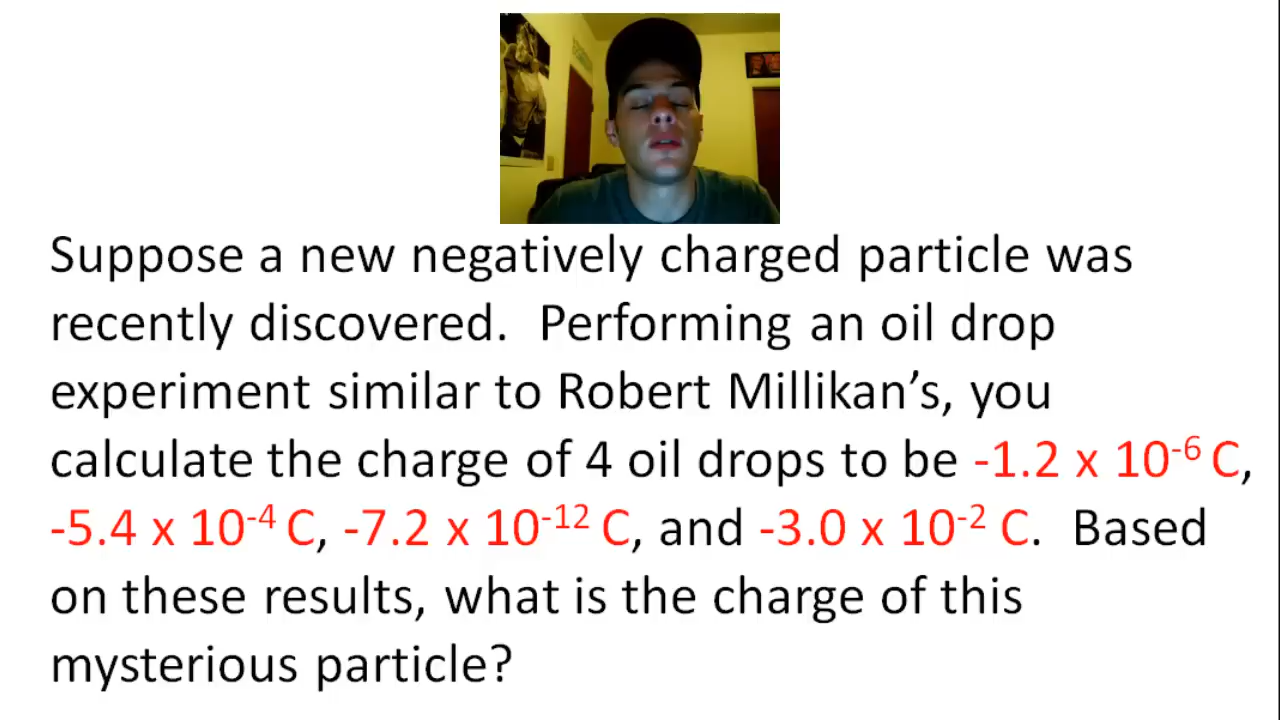 Suppose a new negatively charged particle was
recently discovered.  Performing an oil drop
experiment similar to Robert Millikan’s, you
calculate the charge of 4 oil drops to be -1.2 x 10⁻⁶ C,
-5.4 x 10⁻⁴ C, -7.2 x 10⁻¹² C, and -3.0 x 10⁻² C.  Based
on these results, what is the charge of this
mysterious particle?